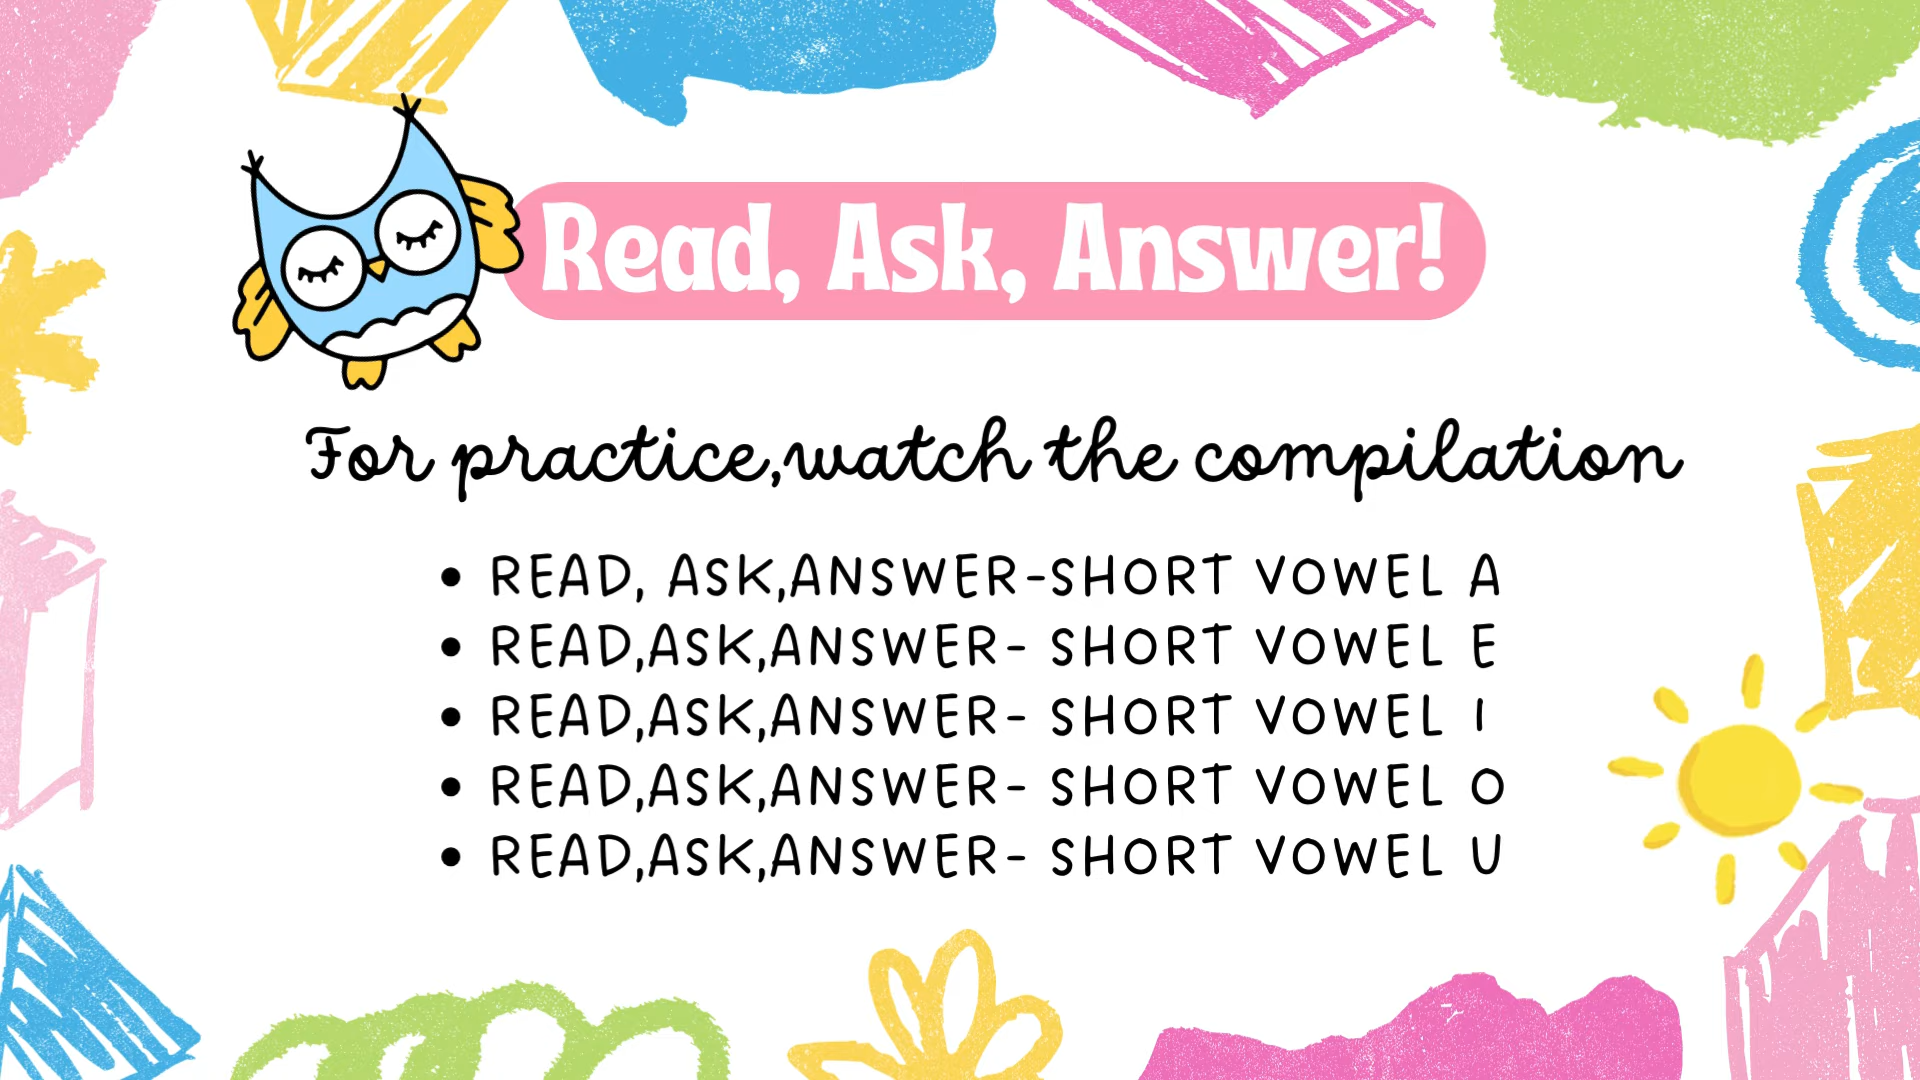 Read, Ask, Answer!
For practice,watch the compilation
• READ, ASK,ANSWER-SHORT VOWEL A
• READ,ASK,ANSWER- SHORT VOWEL E
• READ,ASK,ANSWER- SHORT VOWEL I
• READ,ASK,ANSWER- SHORT VOWEL O
• READ,ASK,ANSWER- SHORT VOWEL U